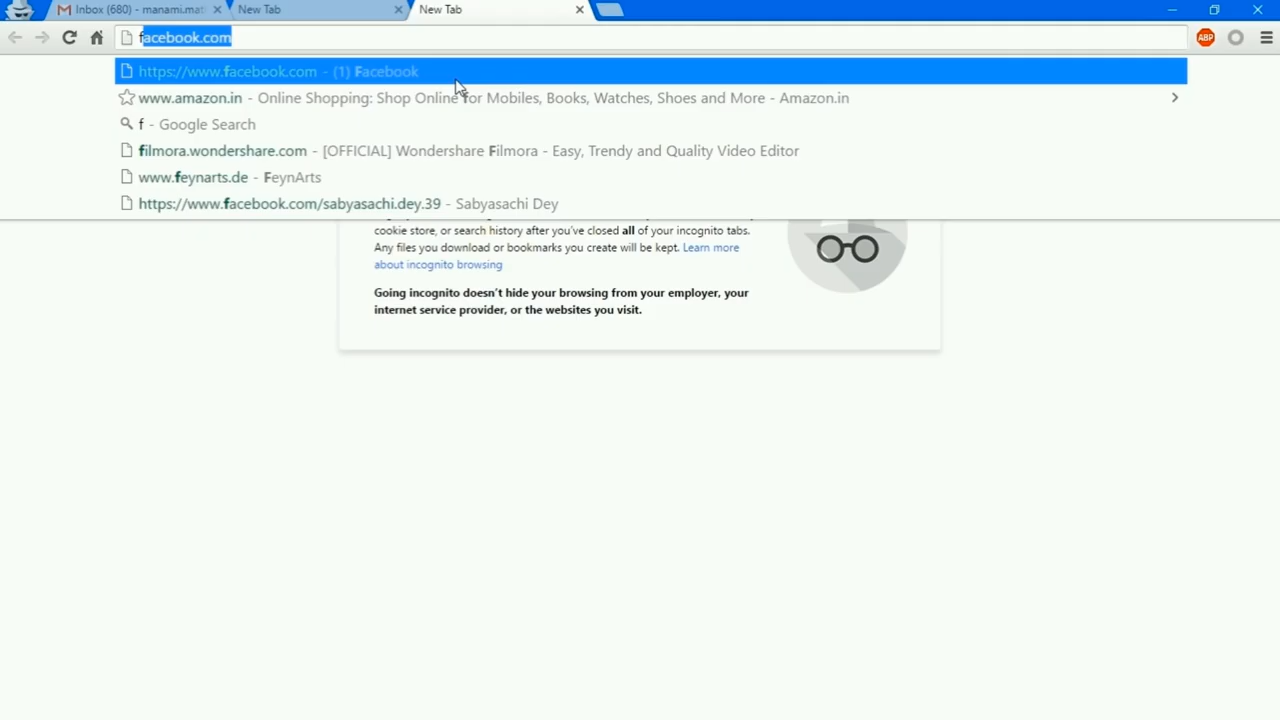 Inbox (680) - manami.mat
New Tab
New Tab
facebook.com
ABP
https://www.facebook.com - (1) Facebook
www.amazon.in - Online Shopping: Shop Online for Mobiles, Books, Watches, Shoes and More - Amazon.in
f - Google Search
filmora.wondershare.com - [OFFICIAL] Wondershare Filmora - Easy, Trendy and Quality Video Editor
www.feynarts.de - FeynArts
https://www.facebook.com/sabyasachi.dey.39 - Sabyasachi Dey
cookie store, or search history after you've closed all of your incognito tabs.
Any files you download or bookmarks you create will be kept. Learn more
about incognito browsing
Going incognito doesn't hide your browsing from your employer, your
internet service provider, or the websites you visit.